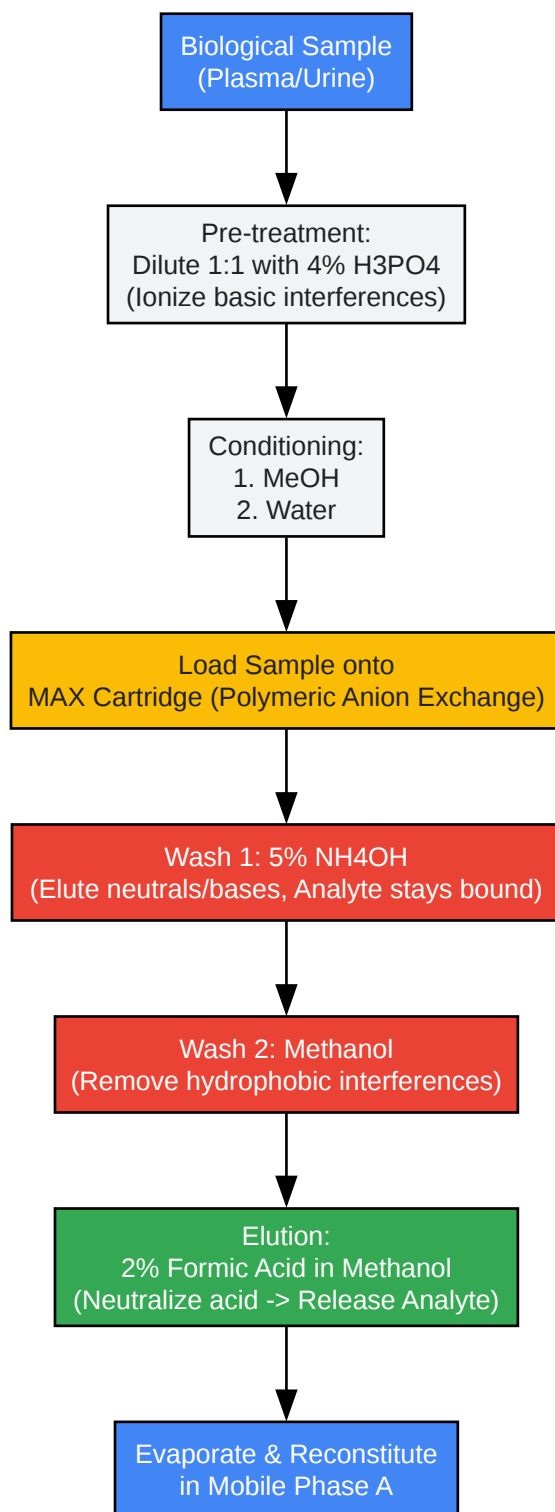 Biological Sample
(Plasma/Urine)
Pre-treatment:
Dilute 1:1 with 4% H3PO4
(Ionize basic interferences)
Conditioning:
1. MeOH
2. Water
Load Sample onto
MAX Cartridge (Polymeric Anion Exchange)
Wash 1: 5% NH4OH
(Elute neutrals/bases, Analyte stays bound)
Wash 2: Methanol
(Remove hydrophobic interferences)
Elution:
2% Formic Acid in Methanol
(Neutralize acid -> Release Analyte)
Evaporate & Reconstitute
in Mobile Phase A